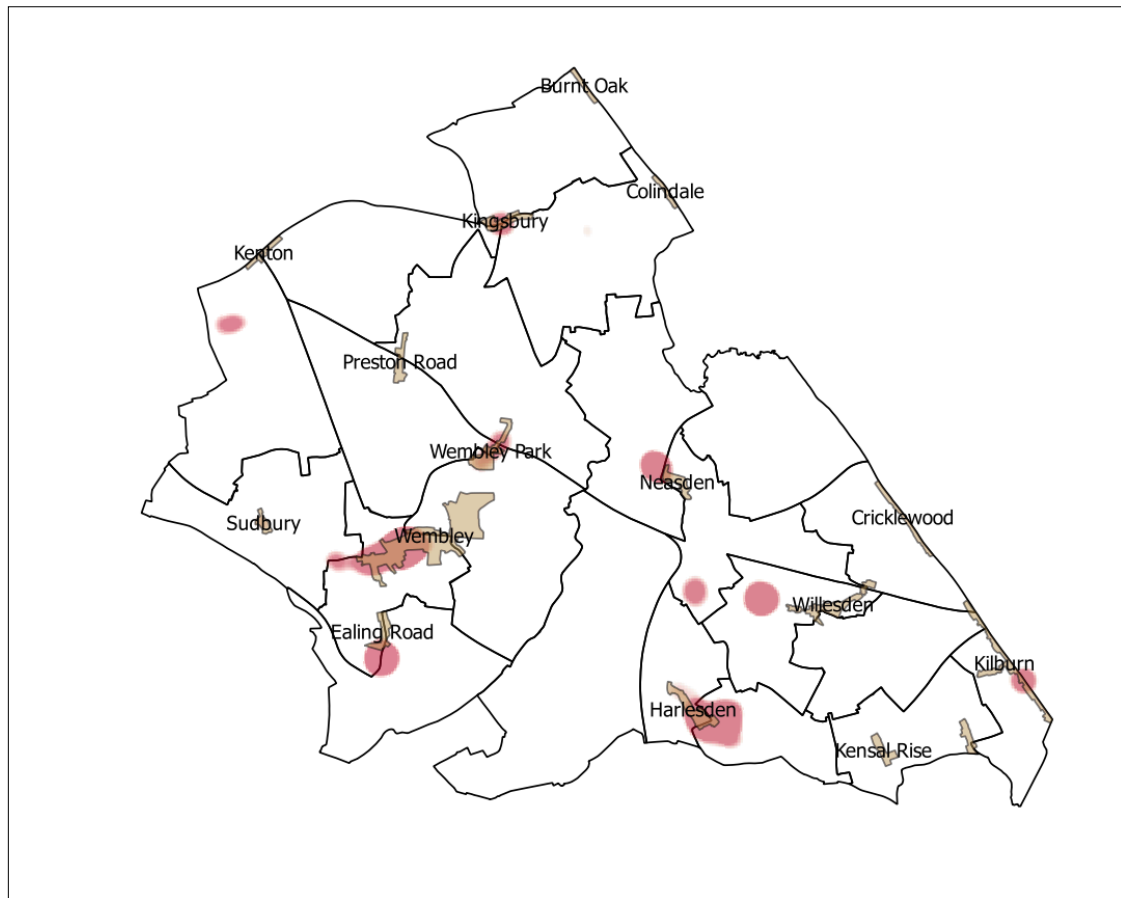 Burnt Oak
Colindale
Kingsbury
Kenton
Preston Road
Wembley Park
Neasden
Sudbury
Cricklewood
Wembley
Willesden
Ealing Road
Kilburn
Harlesden
Kensal Rise